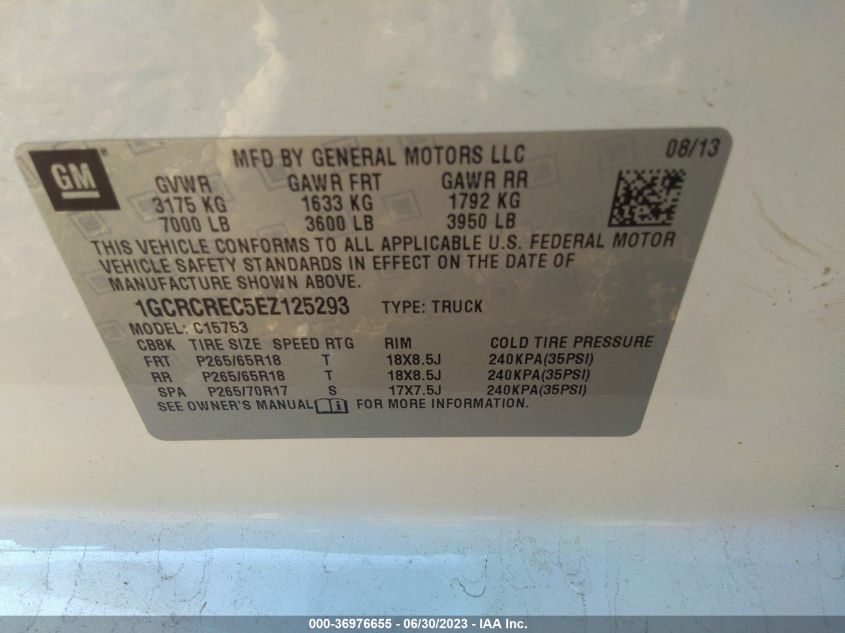 GM
MFD BY GENERAL MOTORS LLC 08/13
GVWR GAWR FRT GAWR RR
3175 KG 1633 KG 1792 KG
7000 LB 3600 LB 3950 LB
THIS VEHICLE CONFORMS TO ALL APPLICABLE U.S. FEDERAL MOTOR
VEHICLE SAFETY STANDARDS IN EFFECT ON THE DATE OF
MANUFACTURE SHOWN ABOVE.
1GCRCREC5EZ125293 TYPE: TRUCK
MODEL: C15753
CB8K TIRE SIZE SPEED RTG RIM COLD TIRE PRESSURE
FRT P265/65R18 T 18X8.5J 240KPA(35PSI)
RR P265/65R18 T 18X8.5J 240KPA(35PSI)
SPA P265/70R17 S 17X7.5J 240KPA(35PSI)
SEE OWNER'S MANUAL FOR MORE INFORMATION.
000-36976655 - 06/30/2023 - IAA Inc.